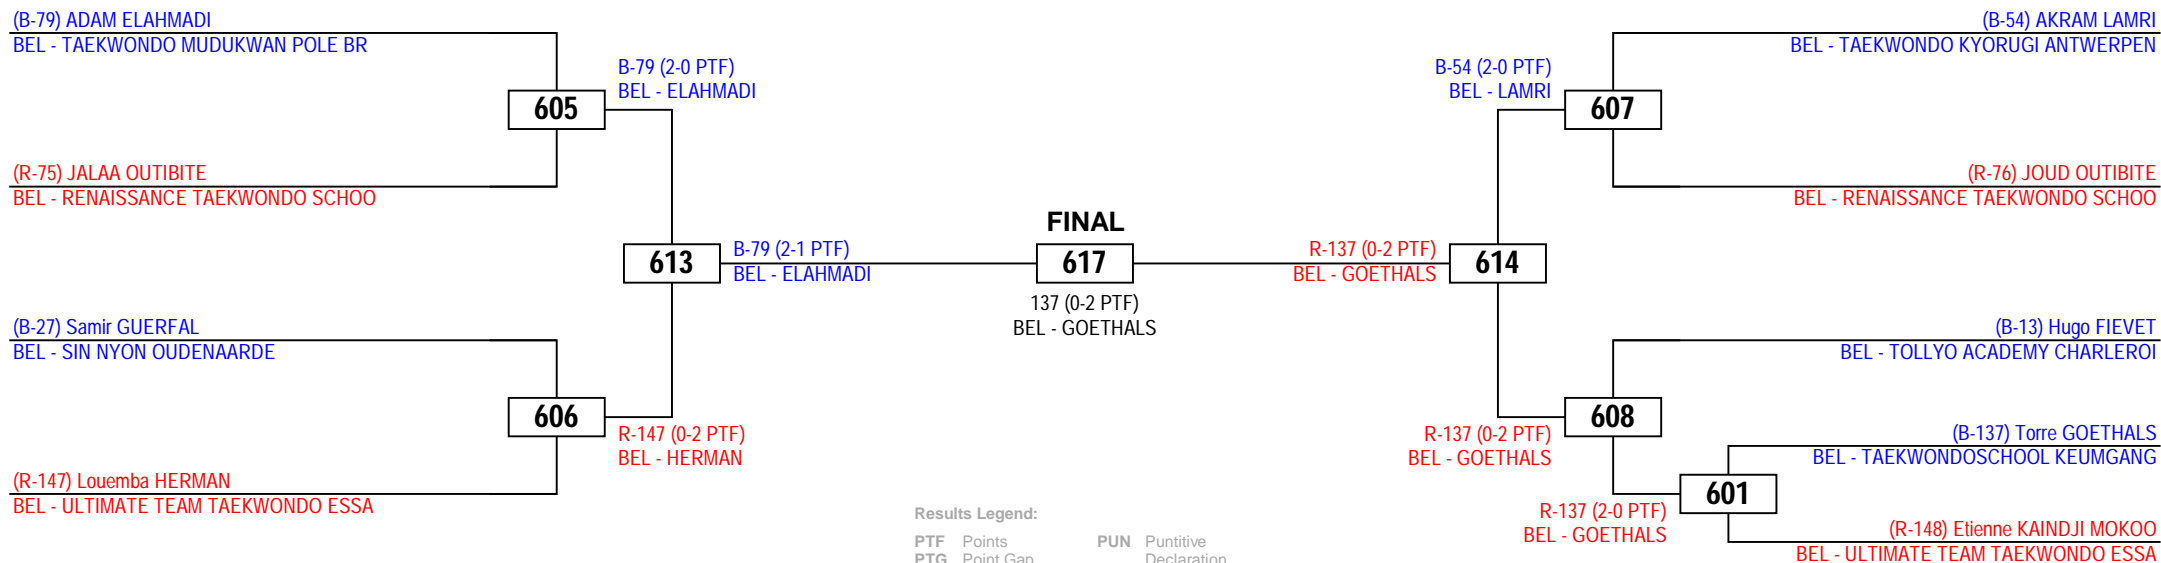 (B-79) ADAM ELAHMADI
BEL - TAEKWONDO MUDUKWAN POLE BR
B-79 (2-0 PTF)
BEL - ELAHMADI
605
(R-75) JALAA OUTIBITE
BEL - RENAISSANCE TAEKWONDO SCHOO
613
B-79 (2-1 PTF)
BEL - ELAHMADI
(B-27) Samir GUERFAL
BEL - SIN NYON OUDENAARDE
606
R-147 (0-2 PTF)
BEL - HERMAN
(R-147) Louemba HERMAN
BEL - ULTIMATE TEAM TAEKWONDO ESSA
FINAL
617
137 (0-2 PTF)
BEL - GOETHALS
(B-54) AKRAM LAMRI
BEL - TAEKWONDO KYORUGI ANTWERPEN
B-54 (2-0 PTF)
BEL - LAMRI
607
(R-76) JOUD OUTIBITE
BEL - RENAISSANCE TAEKWONDO SCHOO
R-137 (0-2 PTF)
BEL - GOETHALS
614
(B-13) Hugo FIEVET
BEL - TOLLYO ACADEMY CHARLEROI
608
R-137 (0-2 PTF)
BEL - GOETHALS
(B-137) Torre GOETHALS
BEL - TAEKWONDOSCHOOL KEUMGANG
601
R-137 (2-0 PTF)
BEL - GOETHALS
(R-148) Etienne KAINDJI MOKOO
BEL - ULTIMATE TEAM TAEKWONDO ESSA
Results Legend:
PTF Points PUN Puntitive
PTG Point Gap Declaration